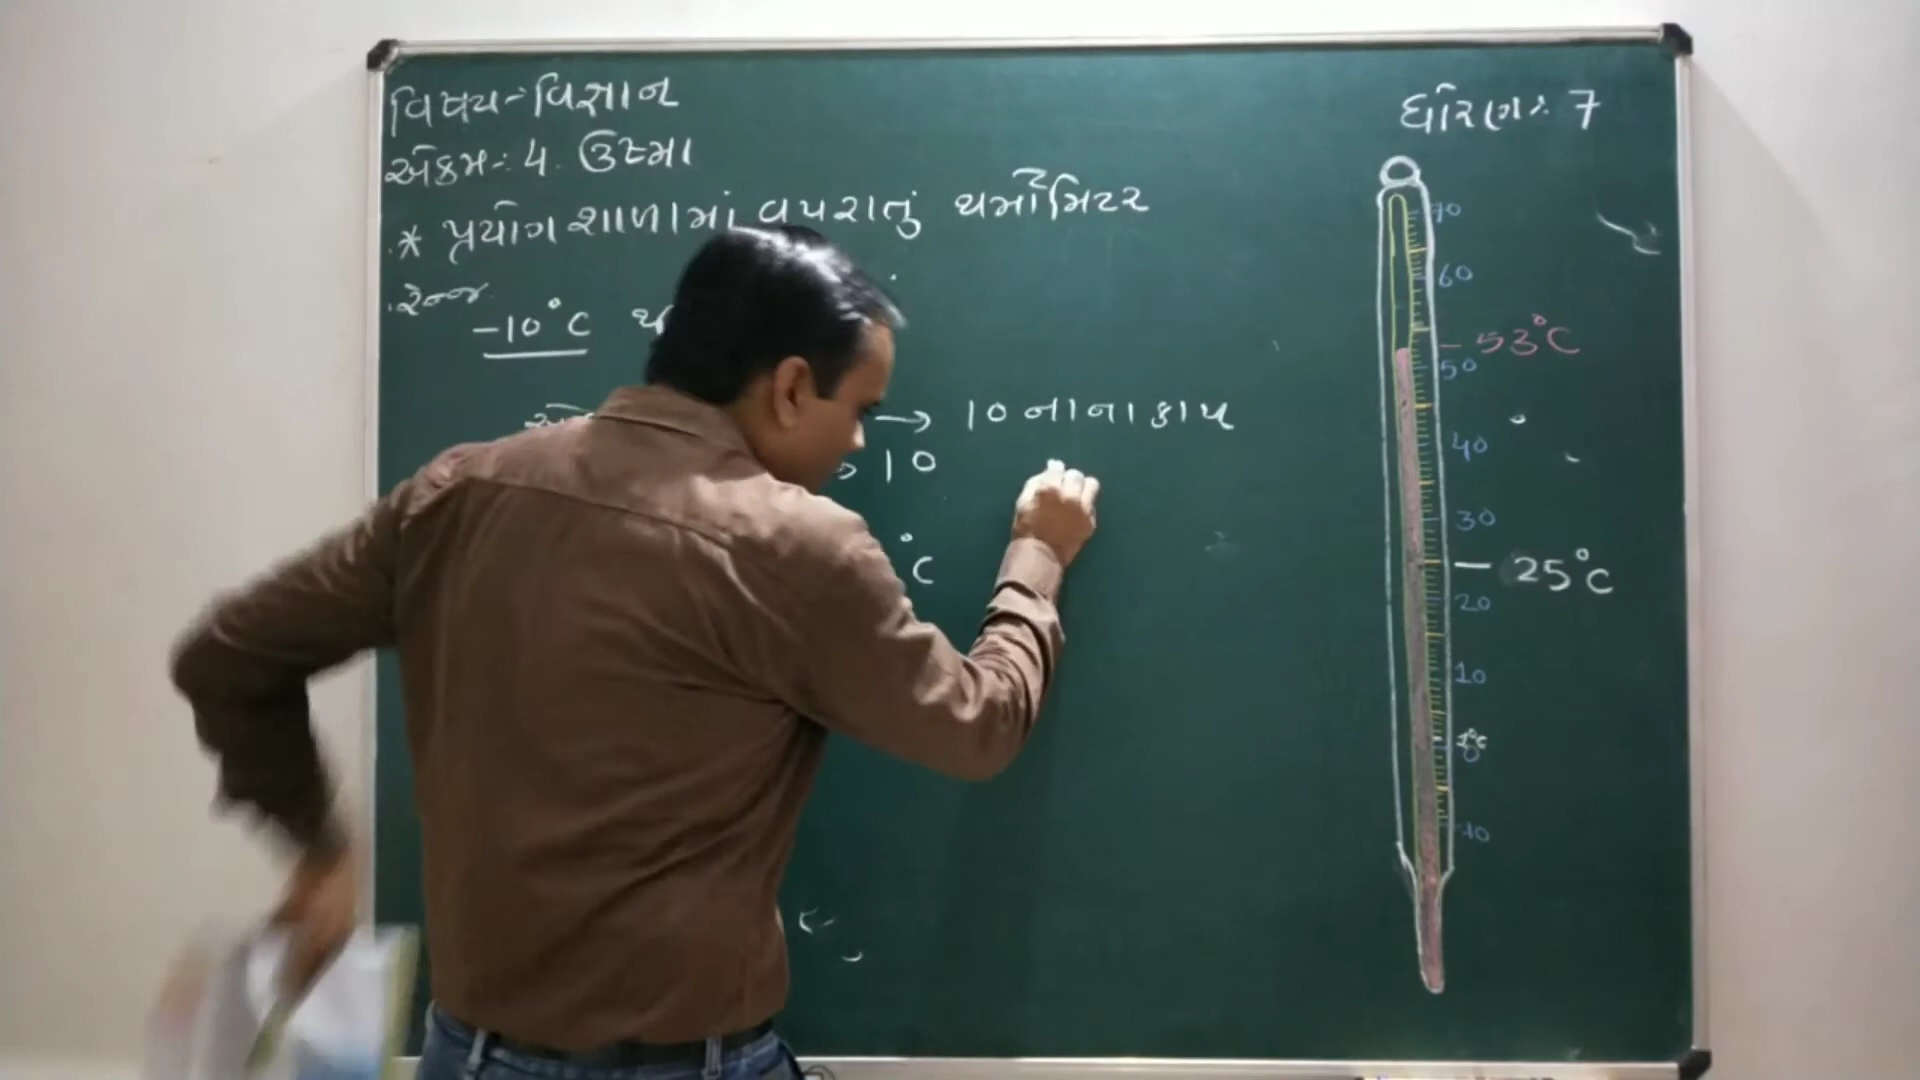 વિષય-: વિજ્ઞાન
ધોરણ:- 7
એકમ-: 4. ઉષ્મા
* પ્રયોગશાળામાં વપરાતું થર્મોમિટર
રેન્જ
-10°C
→ 10 નાના કાપ
→ 10
°C
70
60
- 53°C
50
40
30
- 25°C
20
10
0
-10